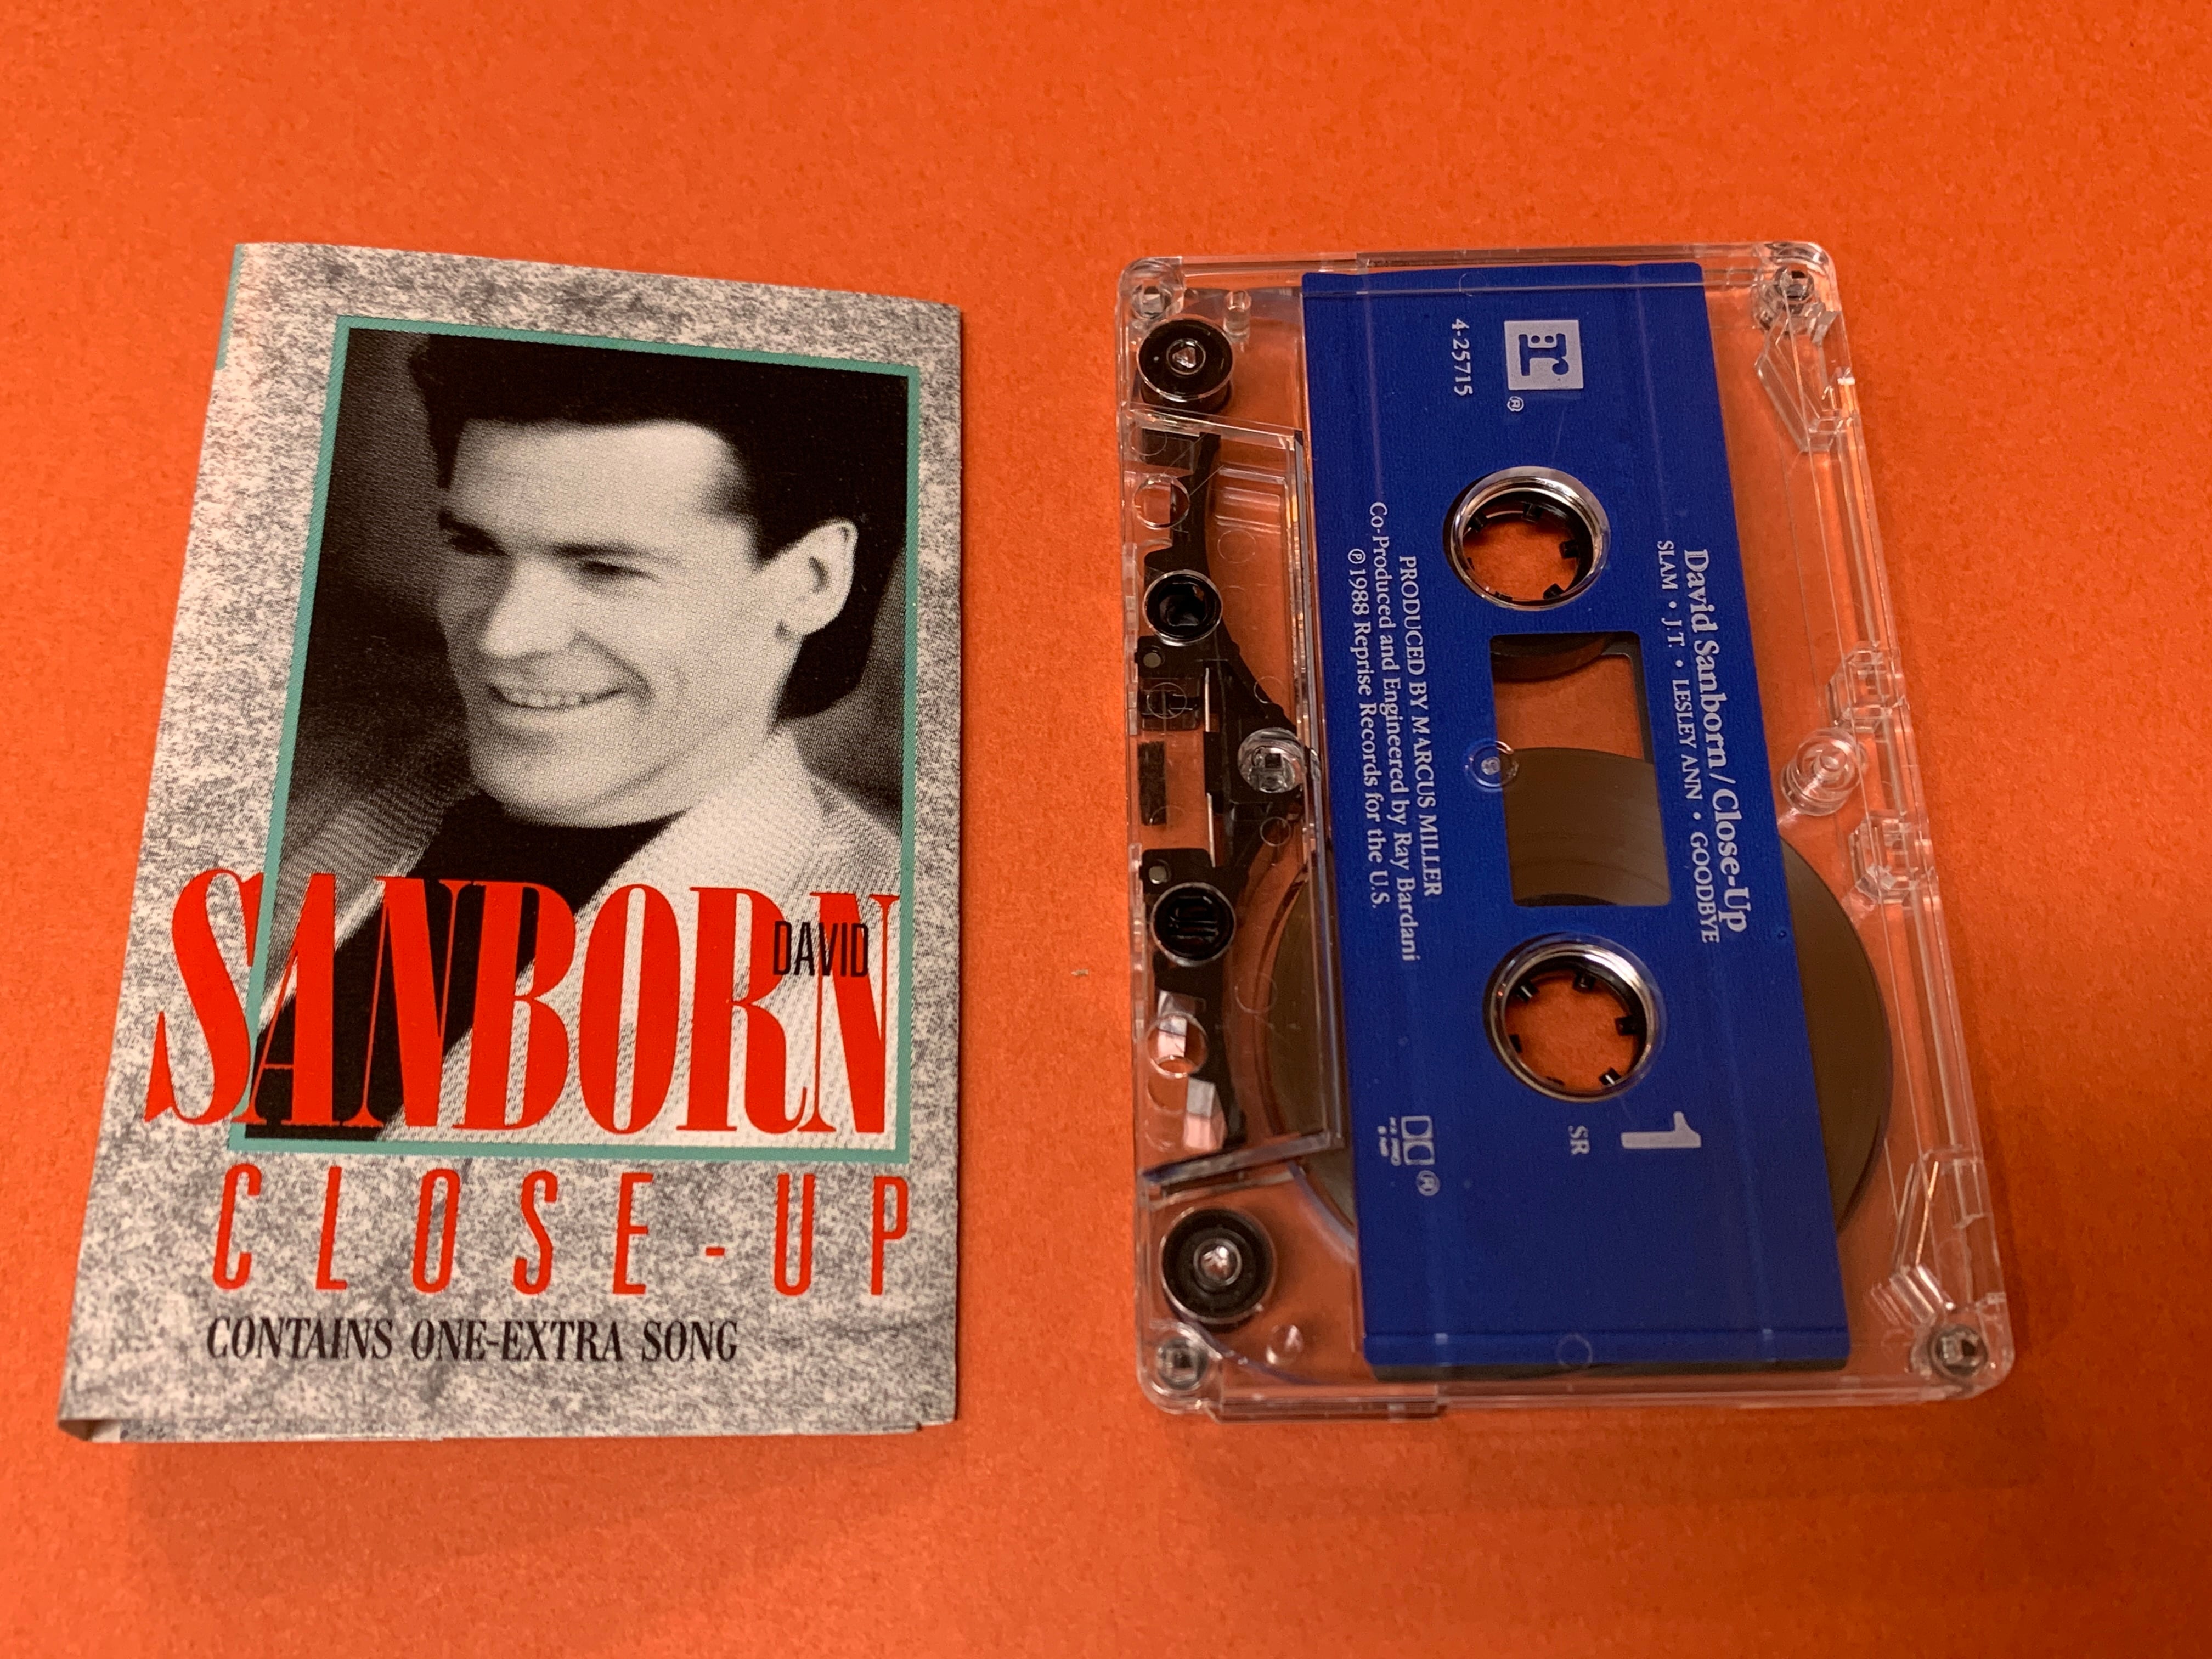 DAVID
SANBORN
CLOSE-UP
CONTAINS ONE-EXTRA SONG
David Sanborn/Close-Up
SLAM • J.T. • LESLEY ANN • GOODBYE
r:
®
4-25715
1
SR
PRODUCED BY MARCUS MILLER
Co-Produced and Engineered by Ray Bardani
℗1988 Reprise Records for the U.S.
®